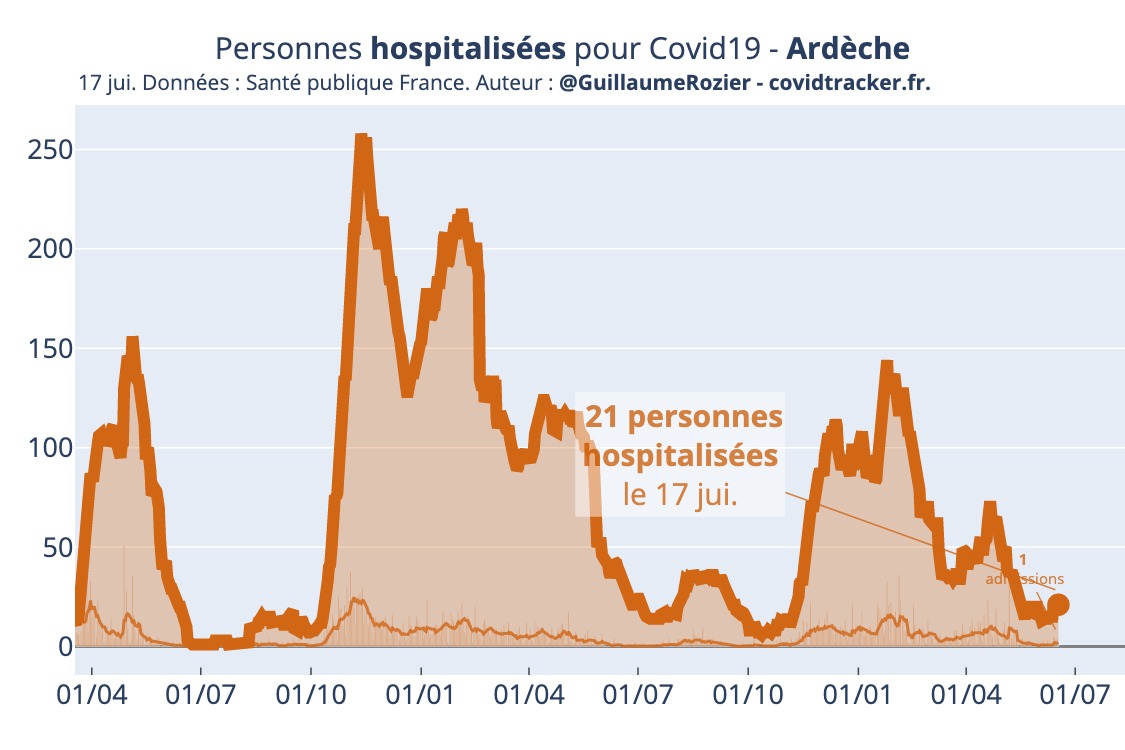 Personnes hospitalisées pour Covid19 - Ardèche
17 jui. Données : Santé publique France. Auteur : @GuillaumeRozier - covidtracker.fr.
250
200
150
100
50
0
21 personnes
hospitalisées
le 17 jui.
1
admissions
01/04 01/07 01/10 01/01 01/04 01/07 01/10 01/01 01/04 01/07